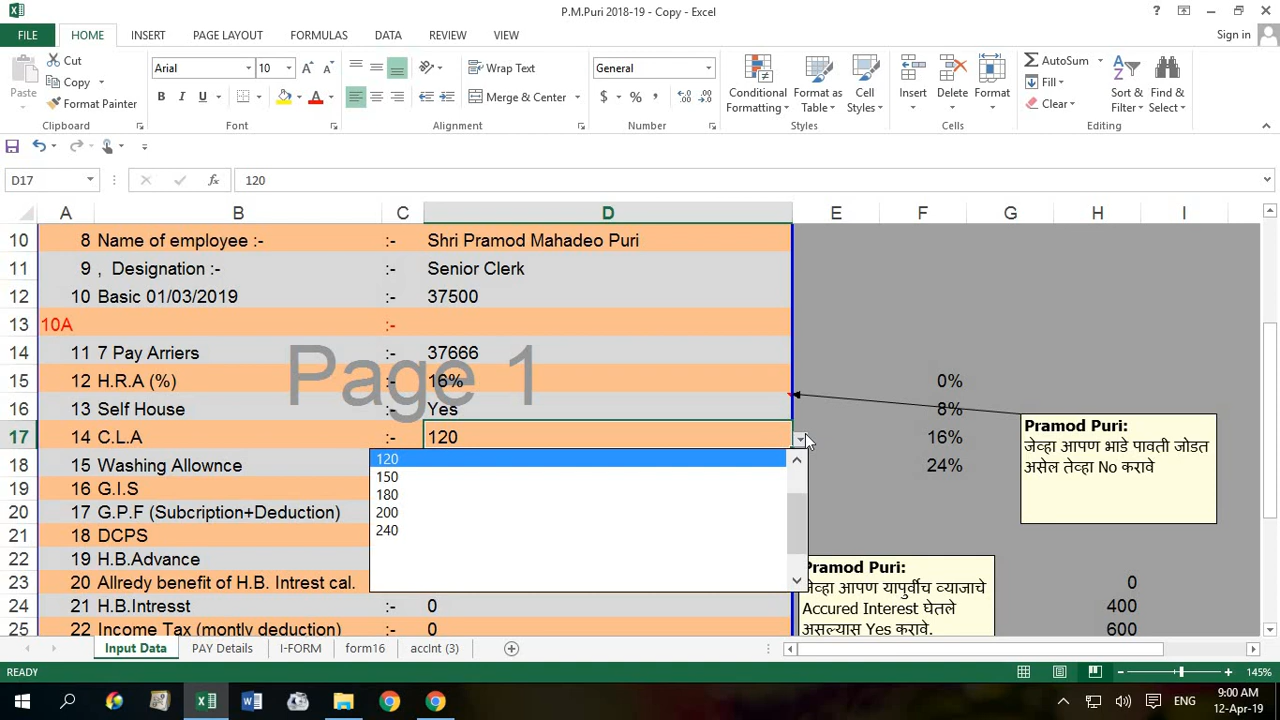 P.M.Puri 2018-19 - Copy - Excel
FILE HOME INSERT PAGE LAYOUT FORMULAS DATA REVIEW VIEW Sign in
Paste Cut Copy Format Painter
Arial 10 Wrap Text Merge & Center General
B I U A $ % ,
Conditional Formatting Format as Table Cell Styles Insert Delete Format
AutoSum Fill Clear Sort & Filter Find & Select
Clipboard Font Alignment Number Styles Cells Editing
D17 fx 120
A B C D E F G H I
10 8 Name of employee :- :- Shri Pramod Mahadeo Puri
11 9 , Designation :- :- Senior Clerk
12 10 Basic 01/03/2019 :- 37500
13 10A :-
14 11 7 Pay Arriers :- 37666
Page 1
15 12 H.R.A (%) :- 16% 0%
16 13 Self House :- Yes 8%
17 14 C.L.A :- 120 16%
18 15 Washing Allownce 24%
19 16 G.I.S
20 17 G.P.F (Subcription+Deduction)
21 18 DCPS
22 19 H.B.Advance
23 20 Allredy benefit of H.B. Intrest cal. 0
24 21 H.B.Intresst :- 0 400
25 22 Income Tax (montly deduction) :- 0 600
120
150
180
200
240
Pramod Puri:
जेव्हा आपण भाडे पावती जोडत
असेल तेव्हा No करावे
Pramod Puri:
जेव्हा आपण यापुर्वीच व्याजाचे
Accured Interest घेतले
असल्यास Yes करावे.
Input Data PAY Details I-FORM form16 accInt (3)
READY 145%
ENG 9:00 AM
12-Apr-19